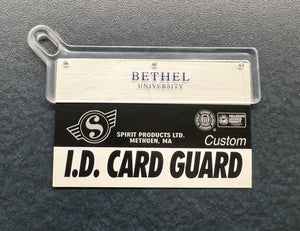 BETHEL
UNIVERSITY
S
SPIRIT PRODUCTS LTD.
METHUEN, MA
Custom
I.D. CARD GUARD